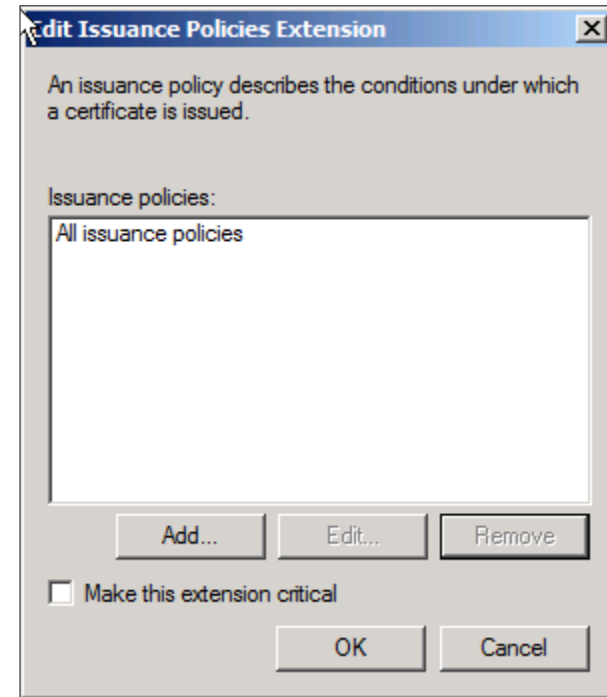 Edit Issuance Policies Extension
An issuance policy describes the conditions under which
a certificate is issued.
Issuance policies:
All issuance policies
Add...
Edit...
Remove
Make this extension critical
OK
Cancel